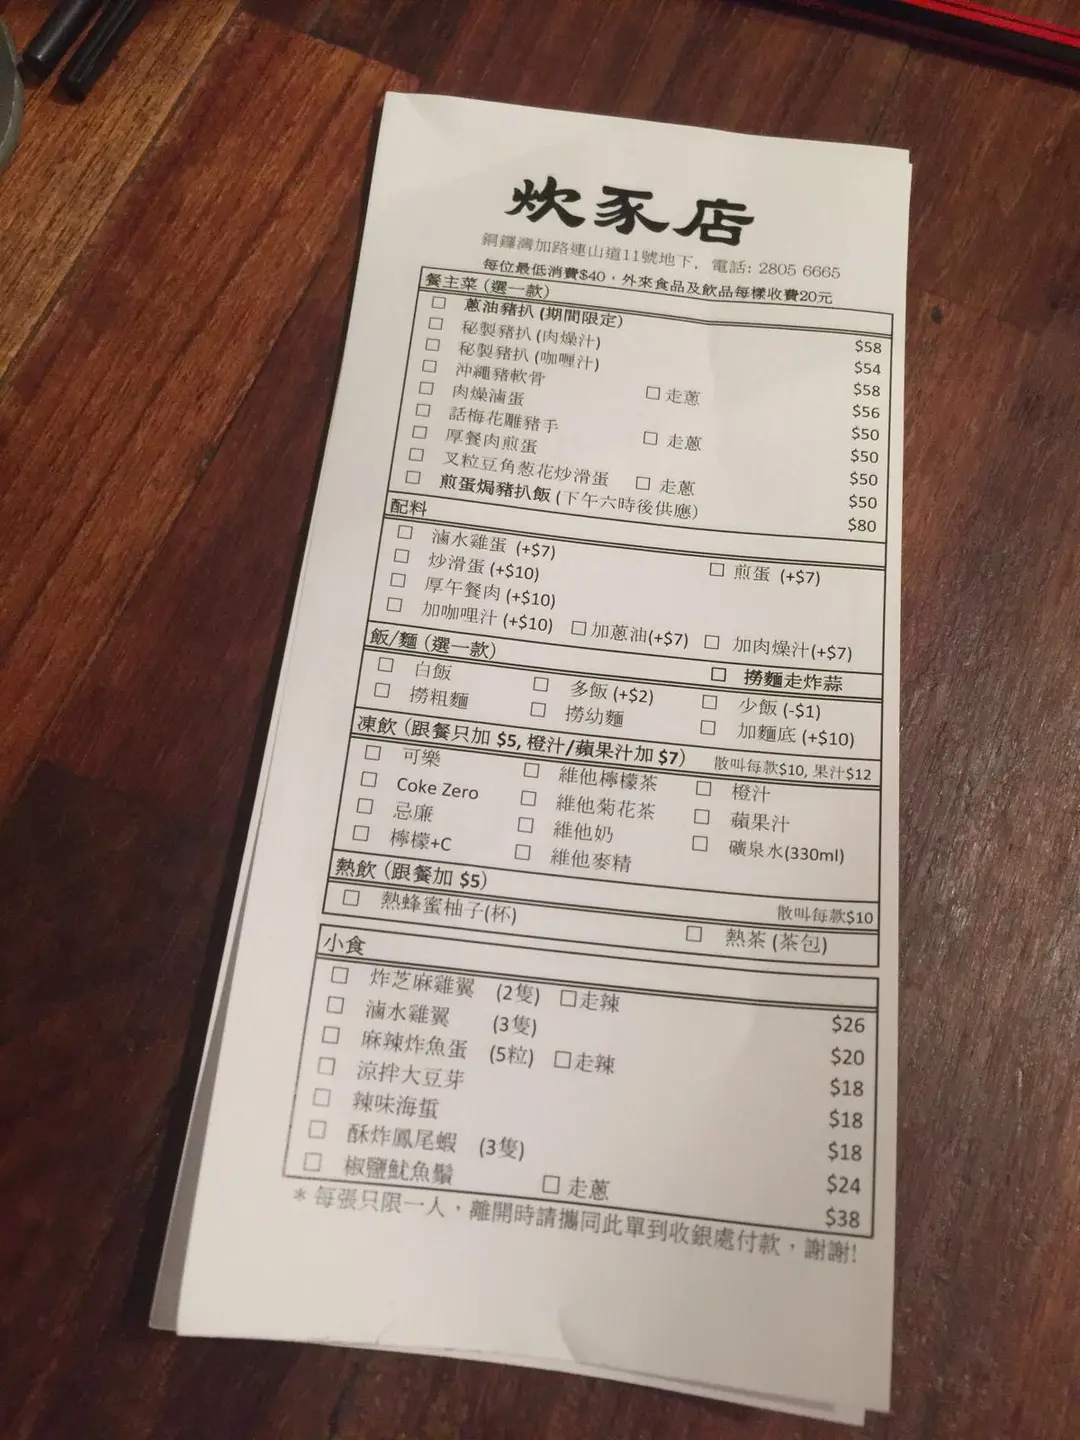 炊豕店
銅鑼灣加路連山道11號地下, 電話: 2805 6665
每位最低消費$40，外來食品及飲品每樣收費20元
餐主菜 (選一款)
☐ 蔥油豬扒 (期間限定) $58
☐ 秘製豬扒 (肉燥汁) $54
☐ 秘製豬扒 (咖喱汁) $58
☐ 沖繩豬軟骨 ☐ 走蔥 $56
☐ 肉燥滷蛋 $50
☐ 話梅花雕豬手 ☐ 走蔥 $50
☐ 厚餐肉煎蛋 $50
☐ 叉粒豆角葱花炒滑蛋 ☐ 走蔥 $50
☐ 煎蛋焗豬扒飯 (下午六時後供應) $80
配料
☐ 滷水雞蛋 (+$7) ☐ 煎蛋 (+$7)
☐ 炒滑蛋 (+$10)
☐ 厚午餐肉 (+$10)
☐ 加咖哩汁 (+$10) ☐ 加蔥油(+$7) ☐ 加肉燥汁(+$7)
飯/麵 (選一款) ☐ 撈麵走炸蒜
☐ 白飯 ☐ 多飯 (+$2) ☐ 少飯 (-$1)
☐ 撈粗麵 ☐ 撈幼麵 ☐ 加麵底 (+$10)
凍飲 (跟餐只加 $5, 橙汁/蘋果汁加 $7) 散叫每款$10, 果汁$12
☐ 可樂 ☐ 維他檸檬茶 ☐ 橙汁
☐ Coke Zero ☐ 維他菊花茶 ☐ 蘋果汁
☐ 忌廉 ☐ 維他奶 ☐ 礦泉水(330ml)
☐ 檸檬+C ☐ 維他麥精
熱飲 (跟餐加 $5) 散叫每款$10
☐ 熱蜂蜜柚子(杯) ☐ 熱茶 (茶包)
小食
☐ 炸芝麻雞翼 (2隻) ☐走辣 $26
☐ 滷水雞翼 (3隻) $20
☐ 麻辣炸魚蛋 (5粒) ☐走辣 $18
☐ 涼拌大豆芽 $18
☐ 辣味海蜇 $18
☐ 酥炸鳳尾蝦 (3隻) $24
☐ 椒鹽魷魚鬚 ☐ 走蔥 $38
* 每張只限一人，離開時請攜同此單到收銀處付款，謝謝!